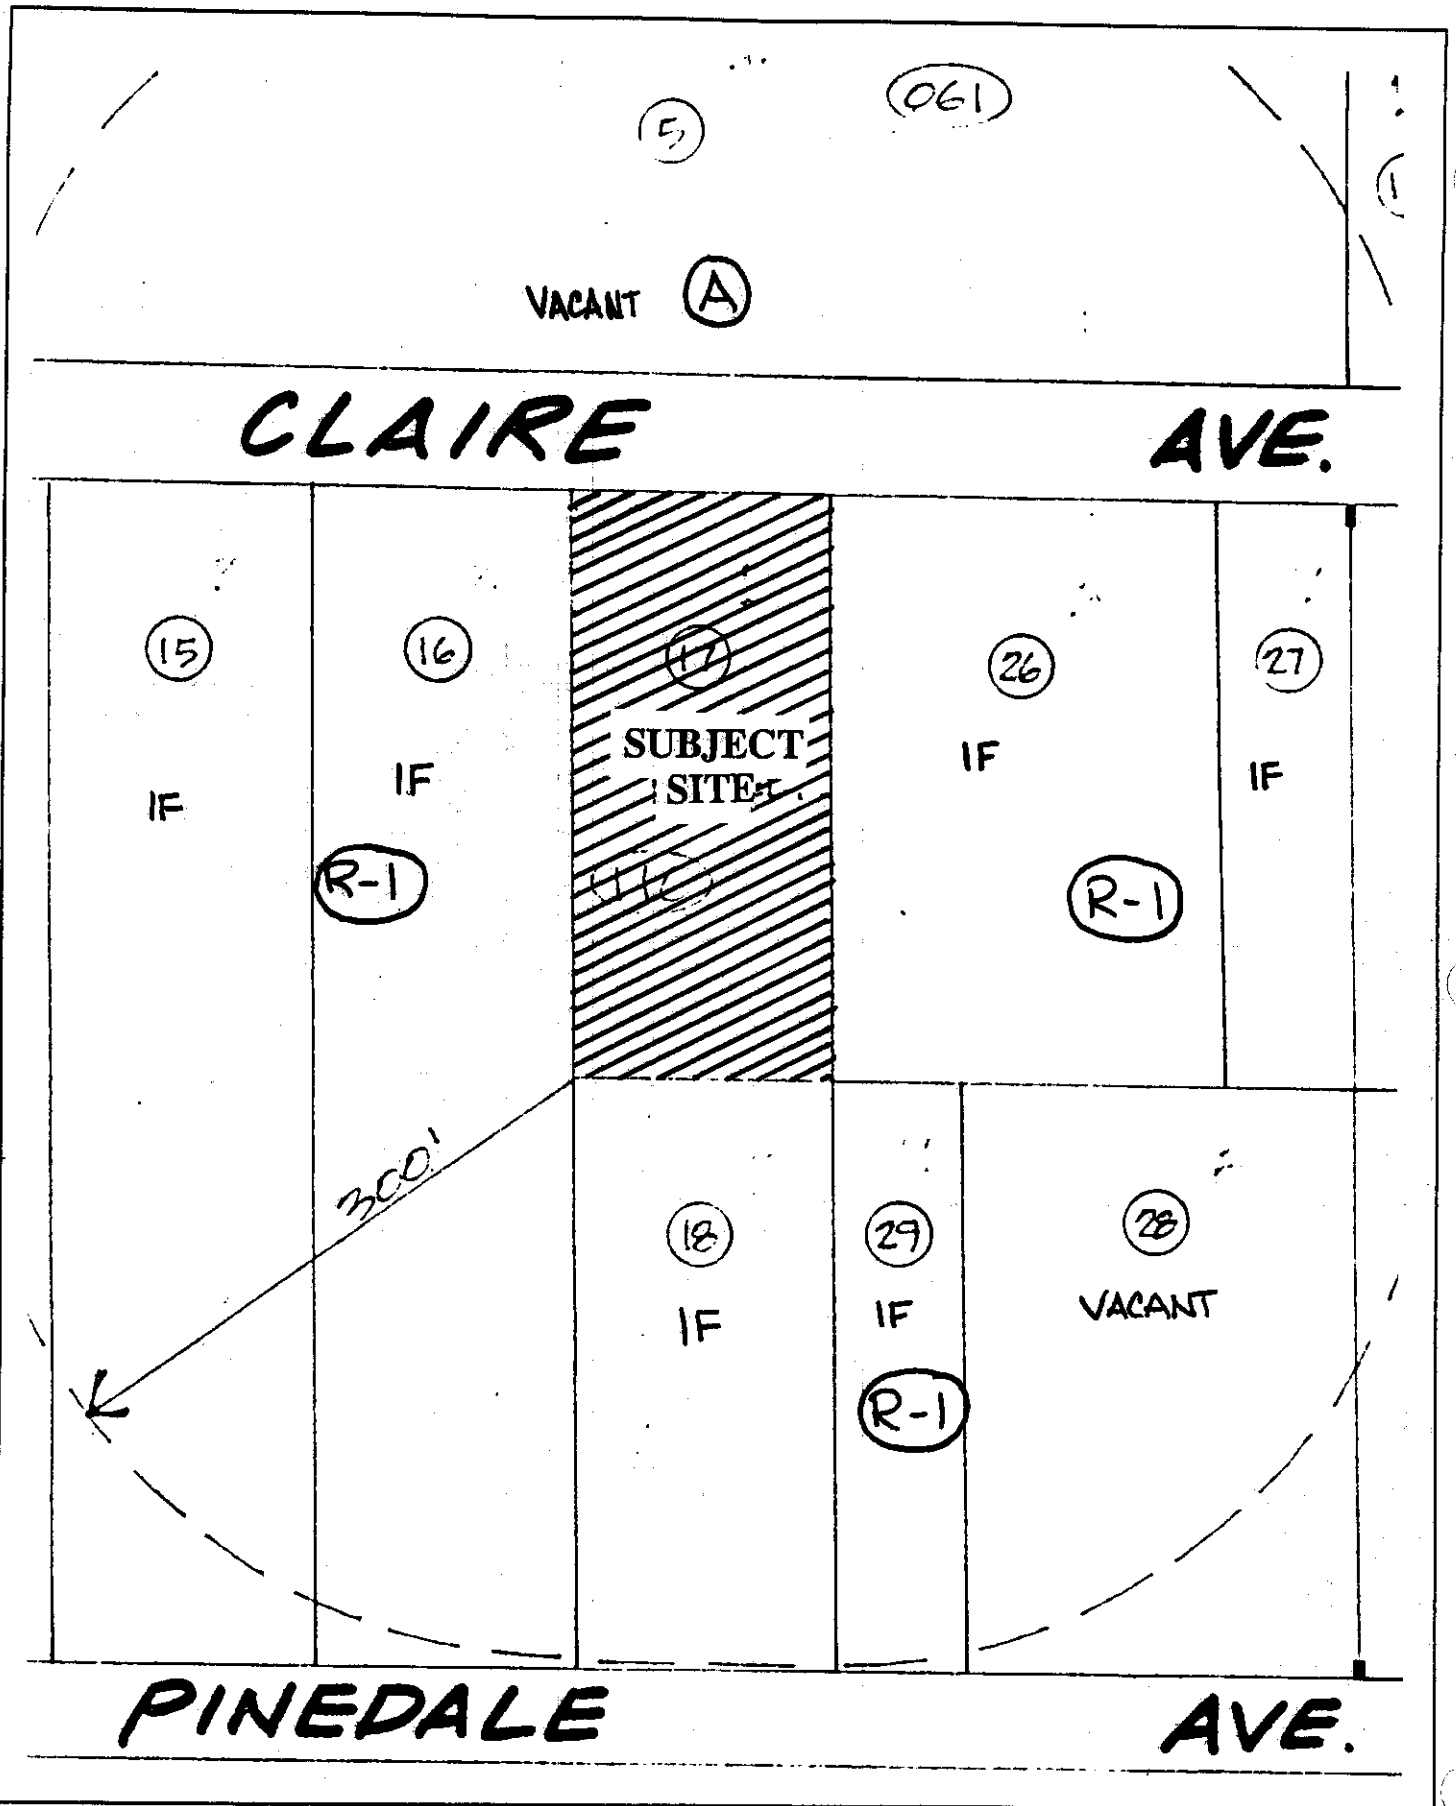 061
5
1
VACANT A
CLAIRE AVE.
15 16 17 26 27
SUBJECT
SITE
IF IF IF IF
R-1 R-1
300'
18 29 28
IF IF VACANT
R-1
PINEDALE AVE.